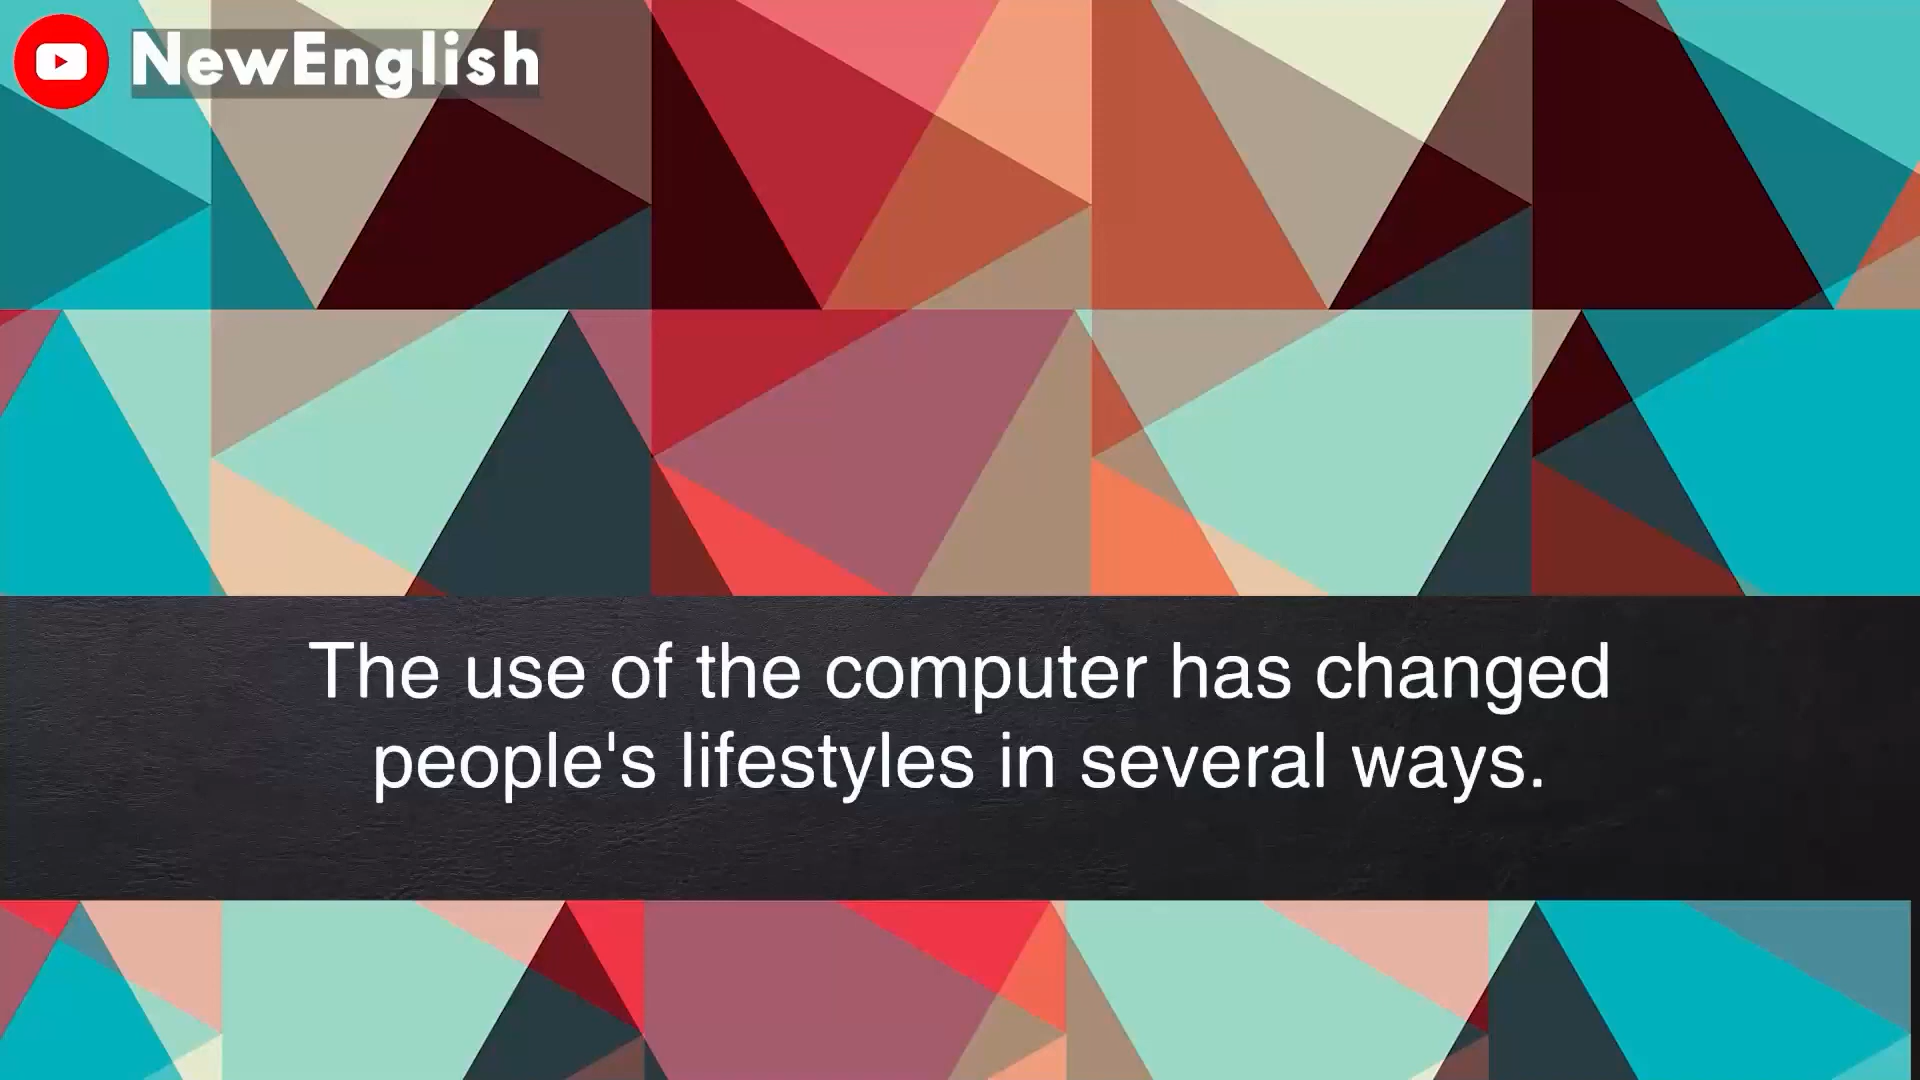 NewEnglish
The use of the computer has changed
people's lifestyles in several ways.